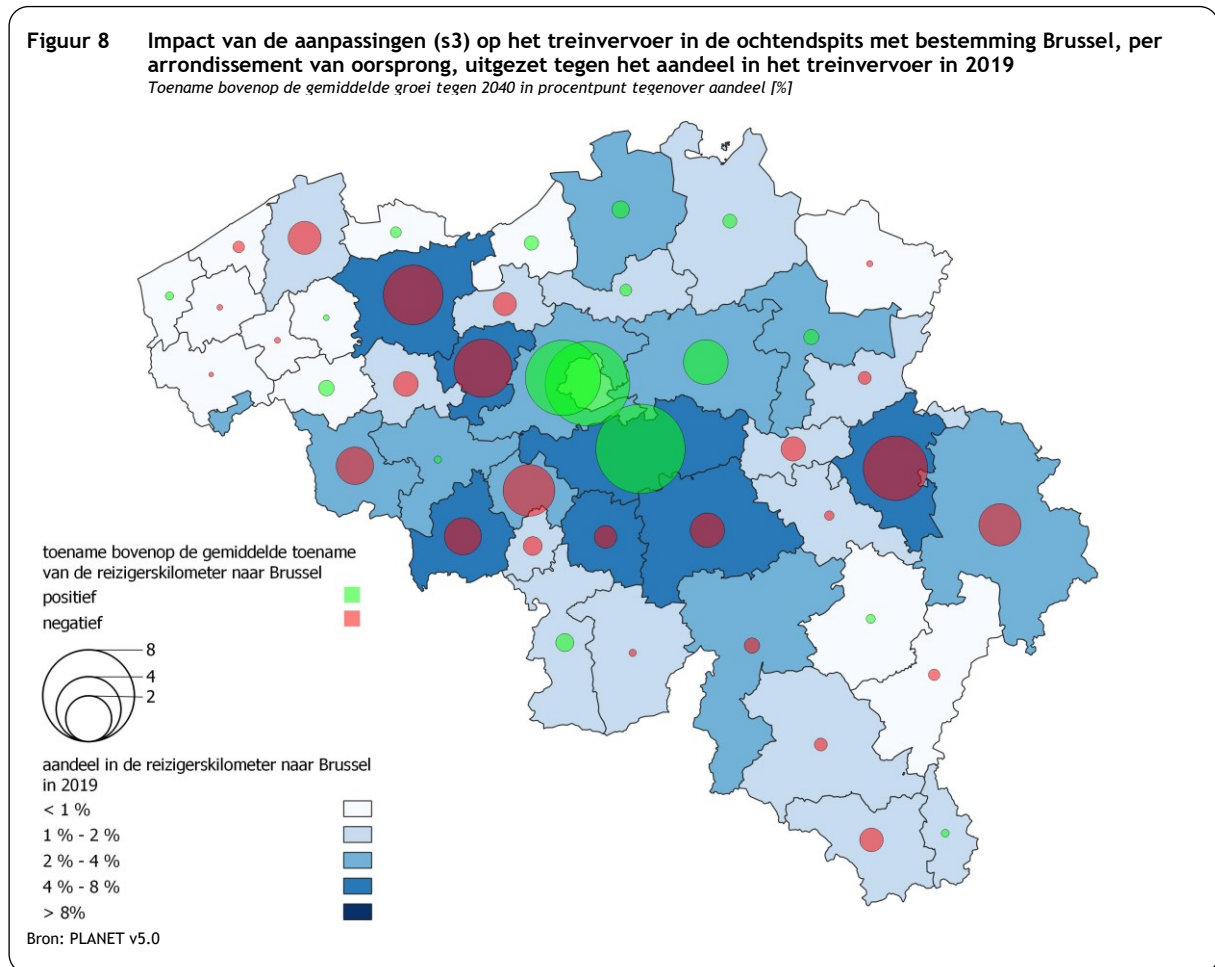 Figuur 8 Impact van de aanpassingen (s3) op het treinvervoer in de ochtendspits met bestemming Brussel, per
arrondissement van oorsprong, uitgezet tegen het aandeel in het treinvervoer in 2019
Toename bovenop de gemiddelde groei tegen 2040 in procentpunt tegenover aandeel [%]
toename bovenop de gemiddelde toename
van de reizigerskilometer naar Brussel
positief
negatief
8
4
2
aandeel in de reizigerskilometer naar Brussel
in 2019
< 1 %
1 % - 2 %
2 % - 4 %
4 % - 8 %
> 8%
Bron: PLANET v5.0